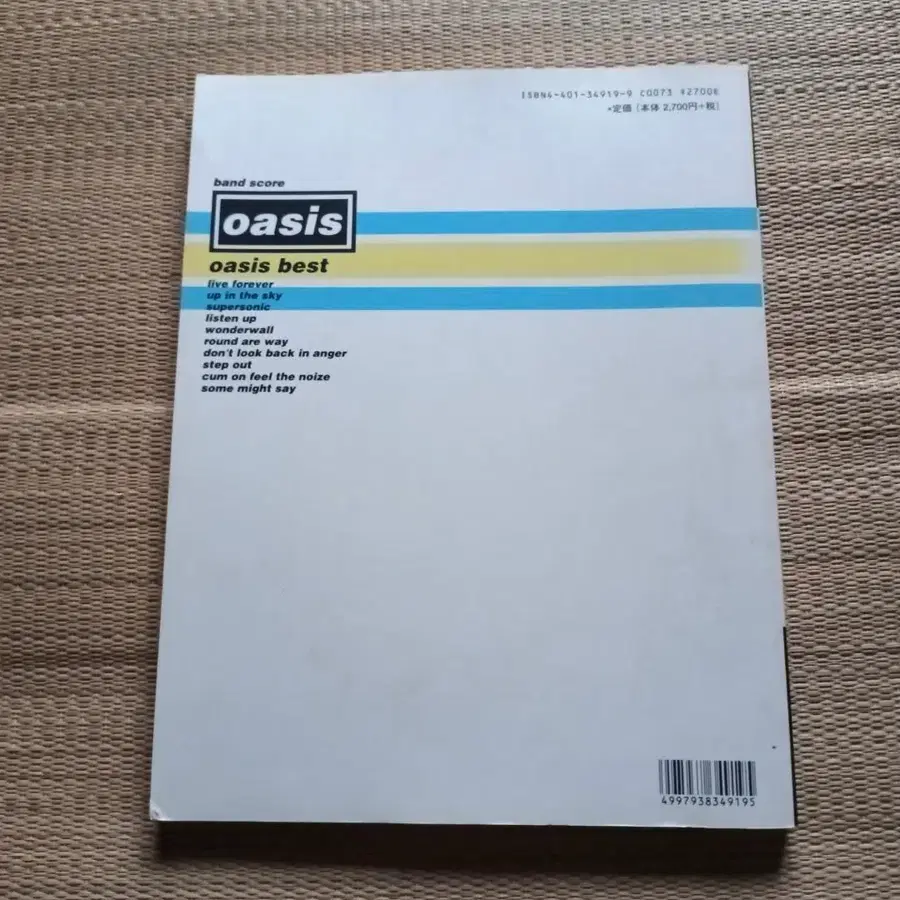 ISBN4-401-34919-9 C0073 ¥2700E
•定価 [本体 2,700円+税]
band score
oasis
oasis best
live forever
up in the sky
supersonic
listen up
wonderwall
round are way
don't look back in anger
step out
cum on feel the noize
some might say
4997938349195